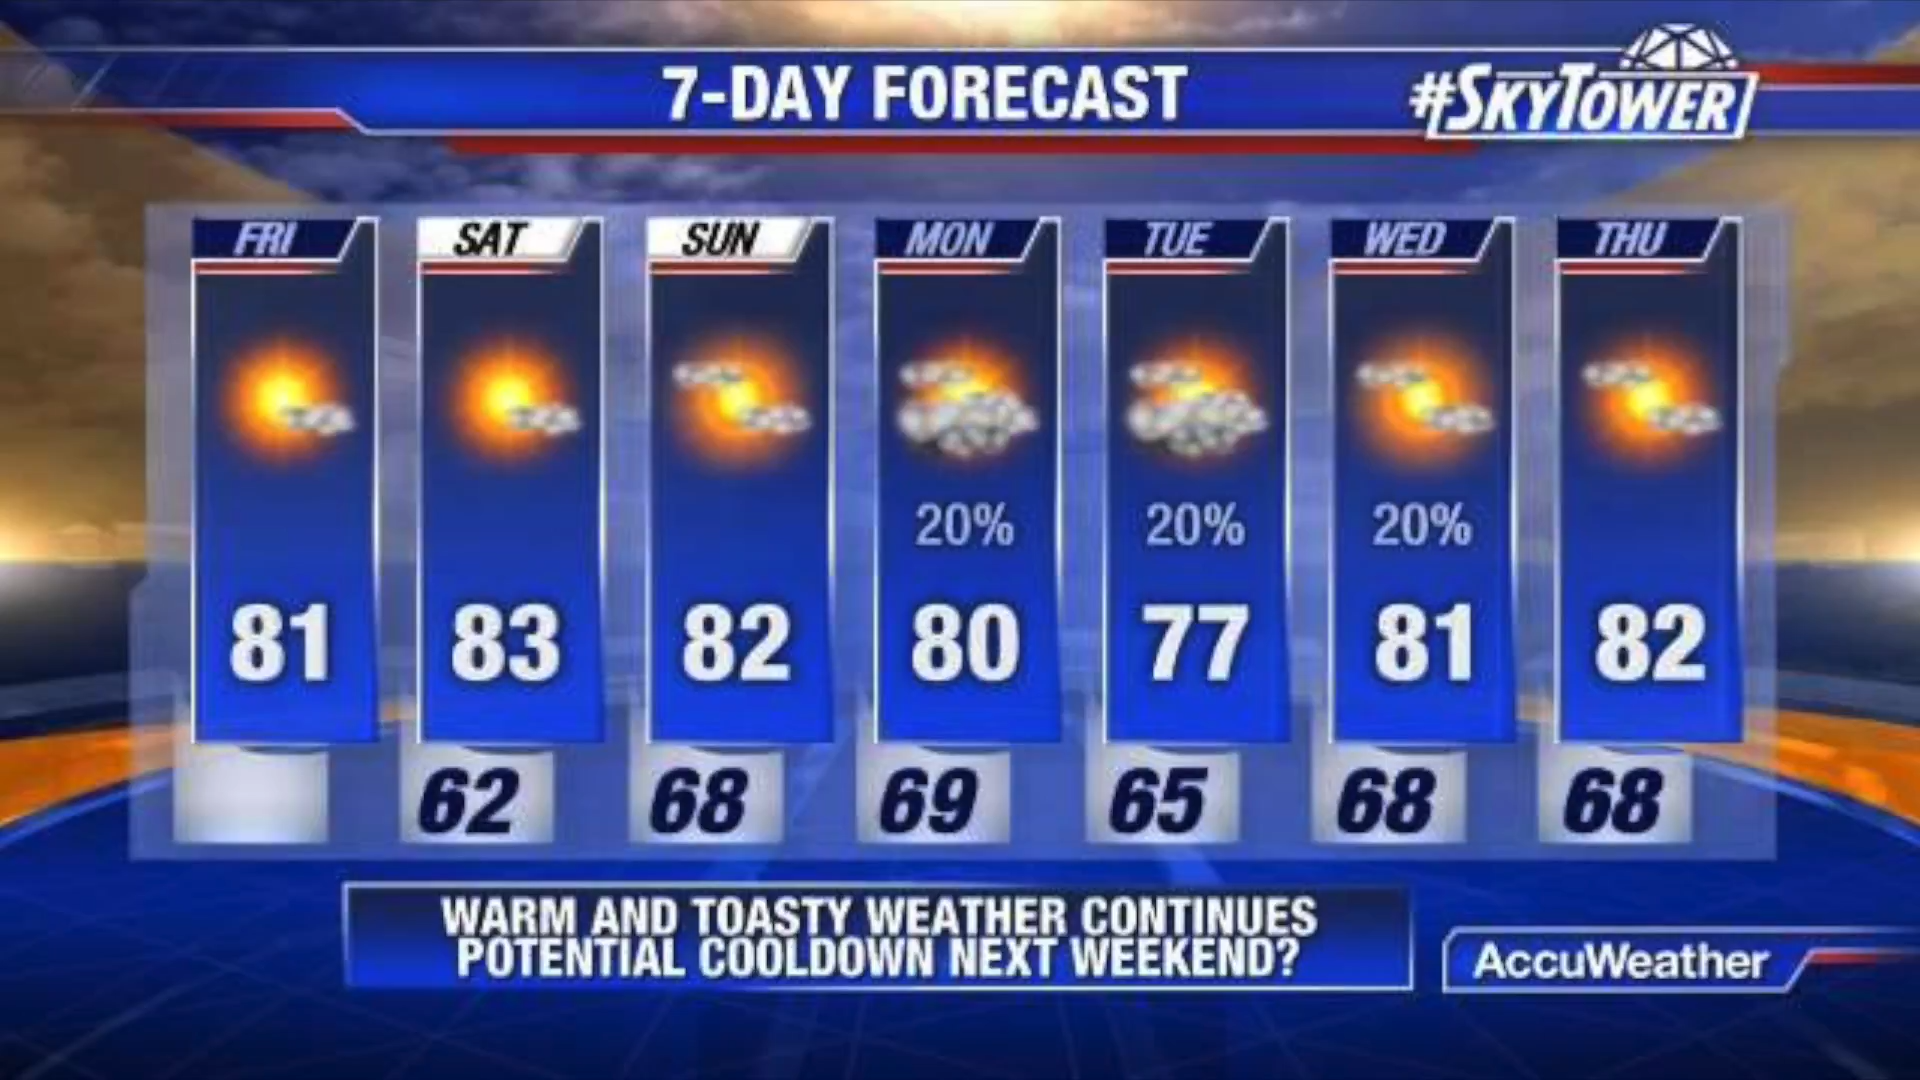 7-DAY FORECAST
#SKYTOWER
FRI SAT SUN MON TUE WED THU
20% 20% 20%
81 83 82 80 77 81 82
62 68 69 65 68 68
WARM AND TOASTY WEATHER CONTINUES
POTENTIAL COOLDOWN NEXT WEEKEND?
AccuWeather